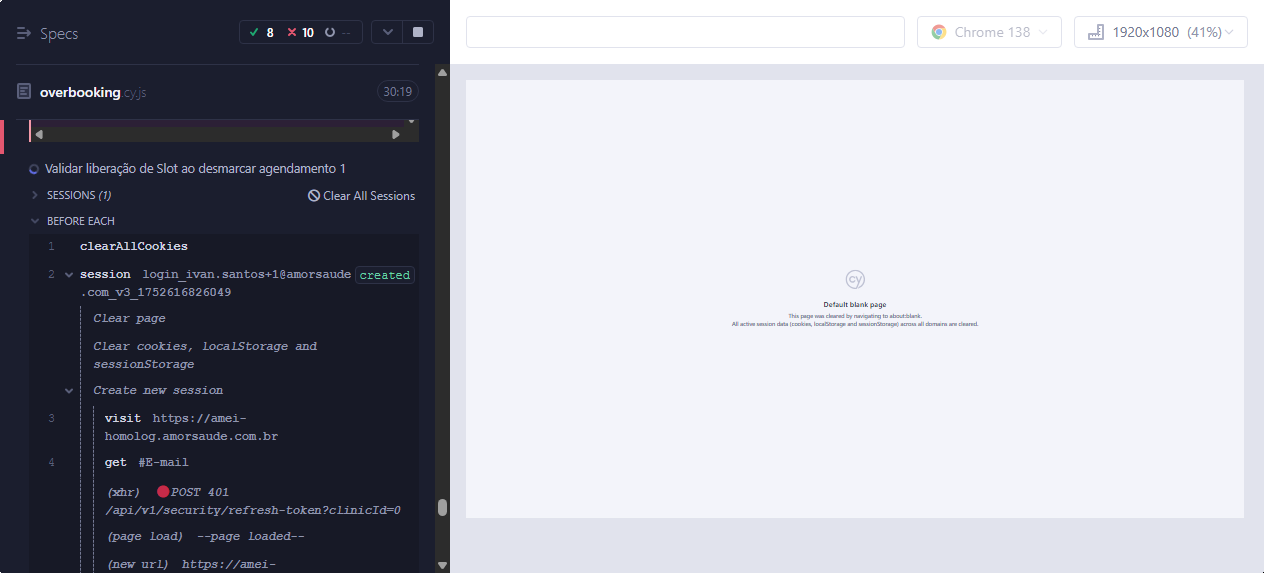 Specs
8 10 --
Chrome 138
1920x1080 (41%)
overbooking.cy.js
30:19
Validar liberação de Slot ao desmarcar agendamento 1
SESSIONS (1)
Clear All Sessions
BEFORE EACH
1 clearAllCookies
2 session login_ivan.santos+1@amorsaude
.com_v3_1752616826049
created
Clear page
Clear cookies, localStorage and
sessionStorage
Create new session
3 visit https://amei-
homolog.amorsaude.com.br
4 get #E-mail
(xhr) POST 401
/api/v1/security/refresh-token?clinicId=0
(page load) --page loaded--
(new url) https://amei-
cy
Default blank page
This page was cleared by navigating to about:blank.
All active session data (cookies, localStorage and sessionStorage) across all domains are cleared.